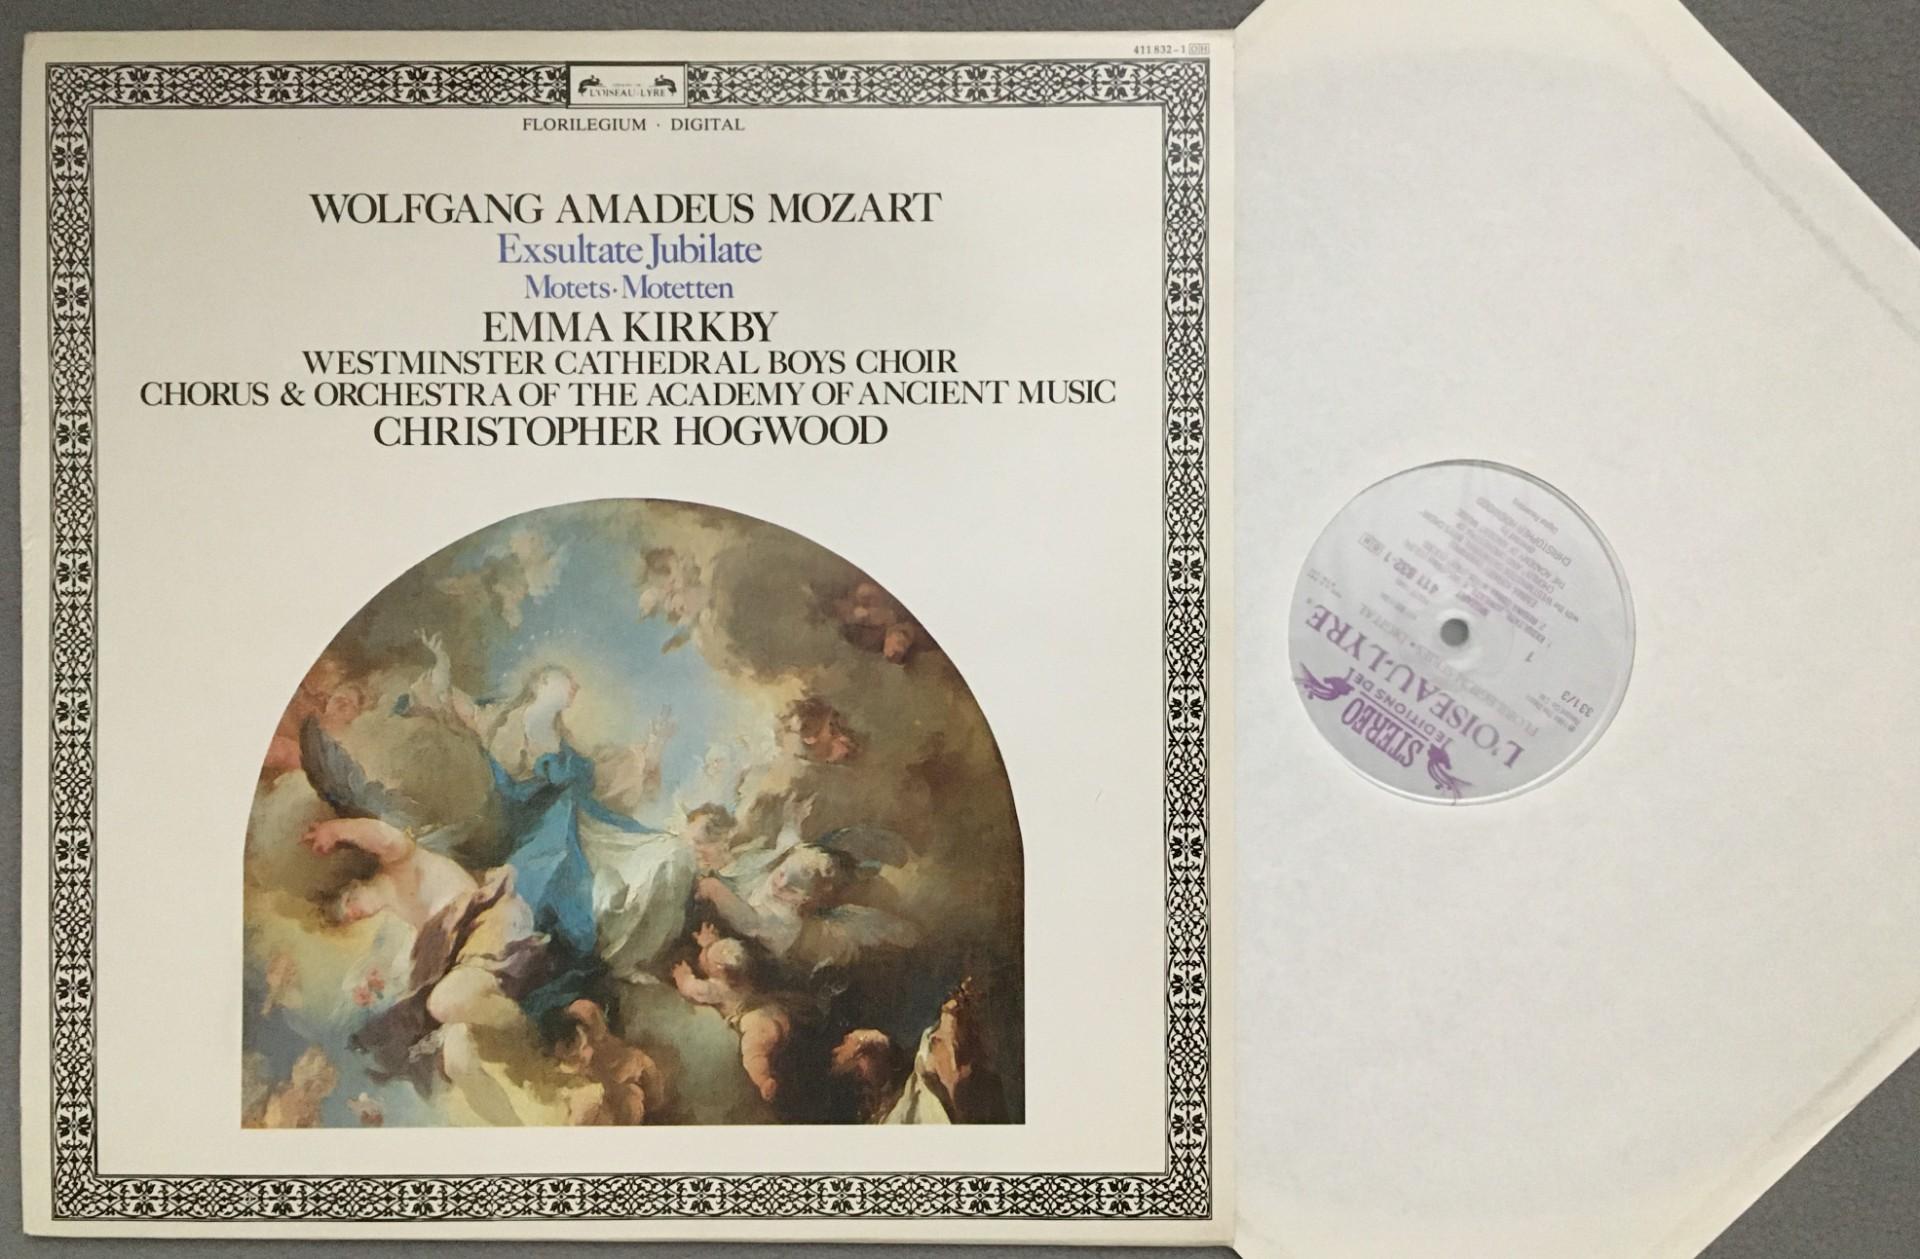 411 832-1 OH
L'OISEAU-LYRE
FLORILEGIUM · DIGITAL
WOLFGANG AMADEUS MOZART
Exsultate Jubilate
Motets · Motetten
EMMA KIRKBY
WESTMINSTER CATHEDRAL BOYS CHOIR
CHORUS & ORCHESTRA OF THE ACADEMY OF ANCIENT MUSIC
CHRISTOPHER HOGWOOD
STEREO
EDITIONS DE
L'OISEAU-LYRE
33 1/3
1
411 832-1